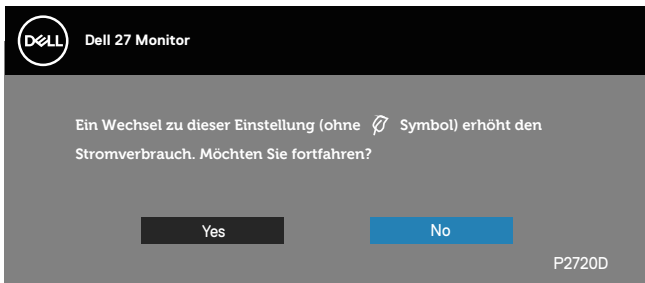 DELL
Dell 27 Monitor
Ein Wechsel zu dieser Einstellung (ohne Symbol) erhöht den
Stromverbrauch. Möchten Sie fortfahren?
Yes No
P2720D